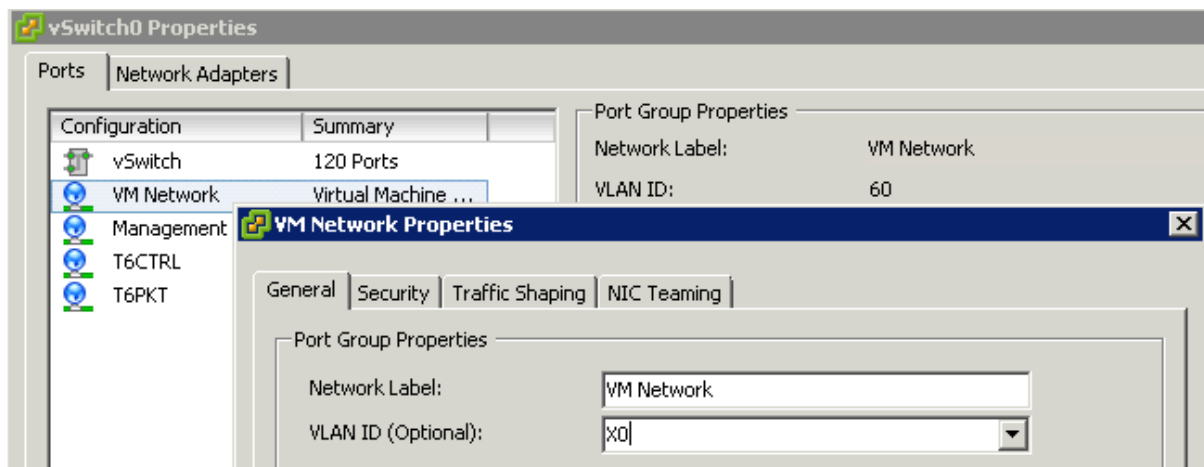 vSwitch0 Properties
Ports Network Adapters
Configuration Summary
vSwitch 120 Ports
VM Network Virtual Machine ...
Management
T6CTRL
T6PKT
Port Group Properties
Network Label: VM Network
VLAN ID: 60
VM Network Properties
General Security Traffic Shaping NIC Teaming
Port Group Properties
Network Label: VM Network
VLAN ID (Optional): X0